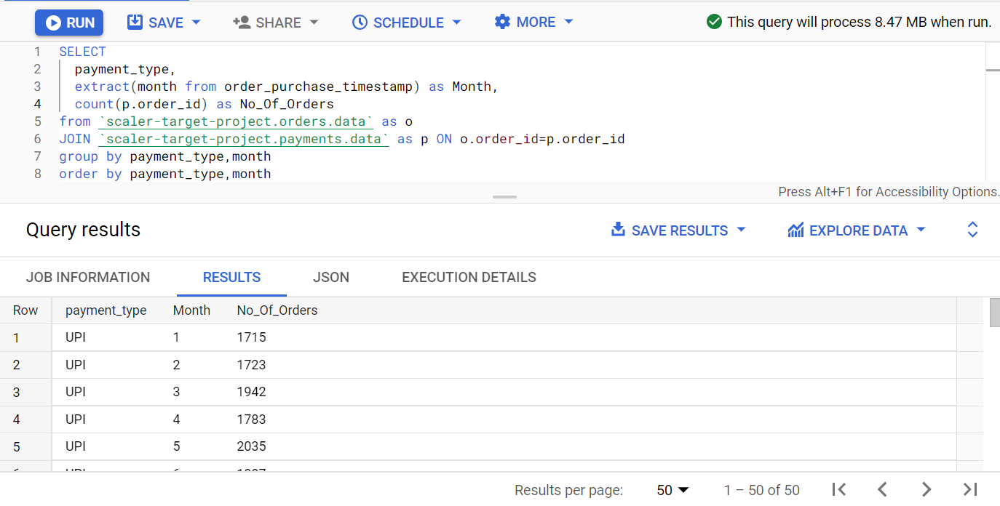 RUN SAVE SHARE SCHEDULE MORE This query will process 8.47 MB when run.
1 SELECT
2 payment_type,
3 extract(month from order_purchase_timestamp) as Month,
4 count(p.order_id) as No_Of_Orders
5 from `scaler-target-project.orders.data` as o
6 JOIN `scaler-target-project.payments.data` as p ON o.order_id=p.order_id
7 group by payment_type,month
8 order by payment_type,month
Press Alt+F1 for Accessibility Options.
Query results SAVE RESULTS EXPLORE DATA
JOB INFORMATION RESULTS JSON EXECUTION DETAILS
Row payment_type Month No_Of_Orders
1 UPI 1 1715
2 UPI 2 1723
3 UPI 3 1942
4 UPI 4 1783
5 UPI 5 2035
Results per page: 50 1 – 50 of 50